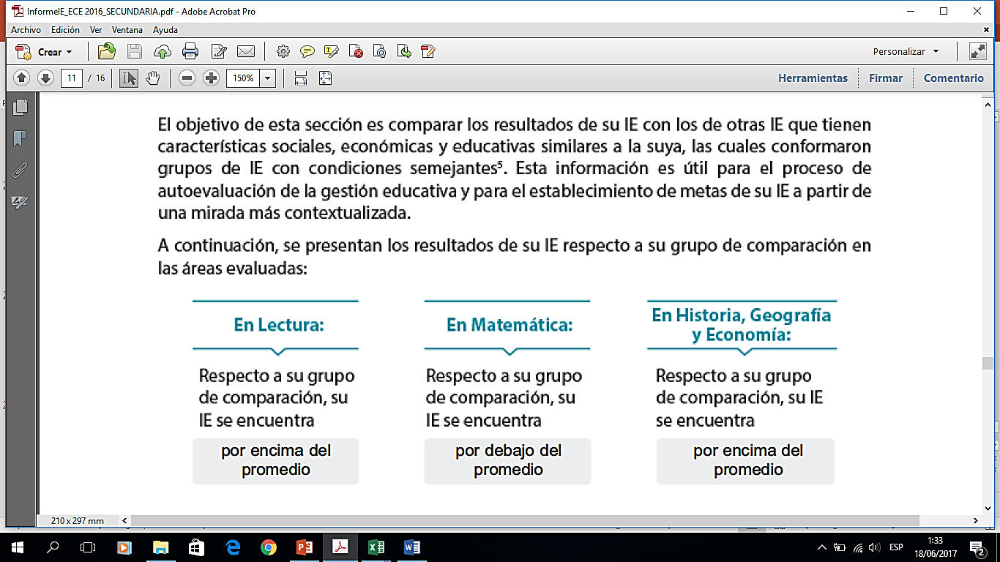 InformeIE_ECE 2016_SECUNDARIA.pdf - Adobe Acrobat Pro
Archivo Edición Ver Ventana Ayuda
Crear Personalizar
11 / 16 150% Herramientas Firmar Comentario
El objetivo de esta sección es comparar los resultados de su IE con los de otras IE que tienen
características sociales, económicas y educativas similares a la suya, las cuales conformaron
grupos de IE con condiciones semejantes⁵. Esta información es útil para el proceso de
autoevaluación de la gestión educativa y para el establecimiento de metas de su IE a partir de
una mirada más contextualizada.
A continuación, se presentan los resultados de su IE respecto a su grupo de comparación en
las áreas evaluadas:
En Lectura:
Respecto a su grupo
de comparación, su
IE se encuentra
por encima del
promedio
En Matemática:
Respecto a su grupo
de comparación, su
IE se encuentra
por debajo del
promedio
En Historia, Geografía
y Economía:
Respecto a su grupo
de comparación, su IE
se encuentra
por encima del
promedio
210 x 297 mm
ESP
1:33
18/06/2017
2